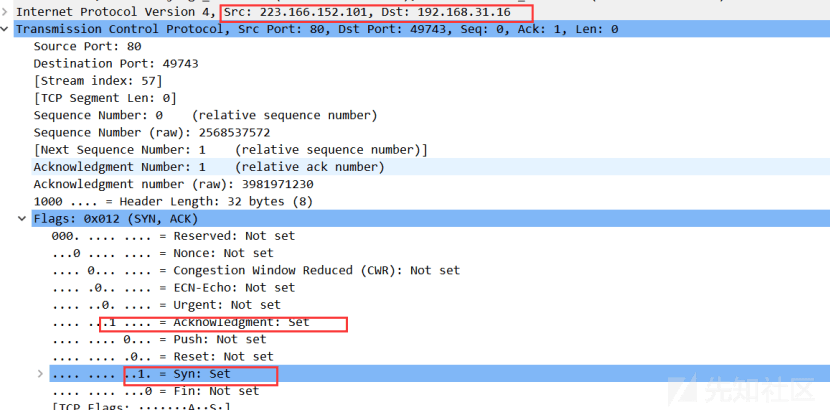 Internet Protocol Version 4, Src: 223.166.152.101, Dst: 192.168.31.16
Transmission Control Protocol, Src Port: 80, Dst Port: 49743, Seq: 0, Ack: 1, Len: 0
Source Port: 80
Destination Port: 49743
[Stream index: 57]
[TCP Segment Len: 0]
Sequence Number: 0    (relative sequence number)
Sequence Number (raw): 2568537572
[Next Sequence Number: 1    (relative sequence number)]
Acknowledgment Number: 1    (relative ack number)
Acknowledgment number (raw): 3981971230
1000 .... = Header Length: 32 bytes (8)
Flags: 0x012 (SYN, ACK)
000. .... .... = Reserved: Not set
...0 .... .... = Nonce: Not set
.... 0... .... = Congestion Window Reduced (CWR): Not set
.... .0.. .... = ECN-Echo: Not set
.... ..0. .... = Urgent: Not set
.... ...1 .... = Acknowledgment: Set
.... .... 0... = Push: Not set
.... .... .0.. = Reset: Not set
.... .... ..1. = Syn: Set
.... .... ...0 = Fin: Not set
[TCP Flags: ·······A··S·]
先知社区